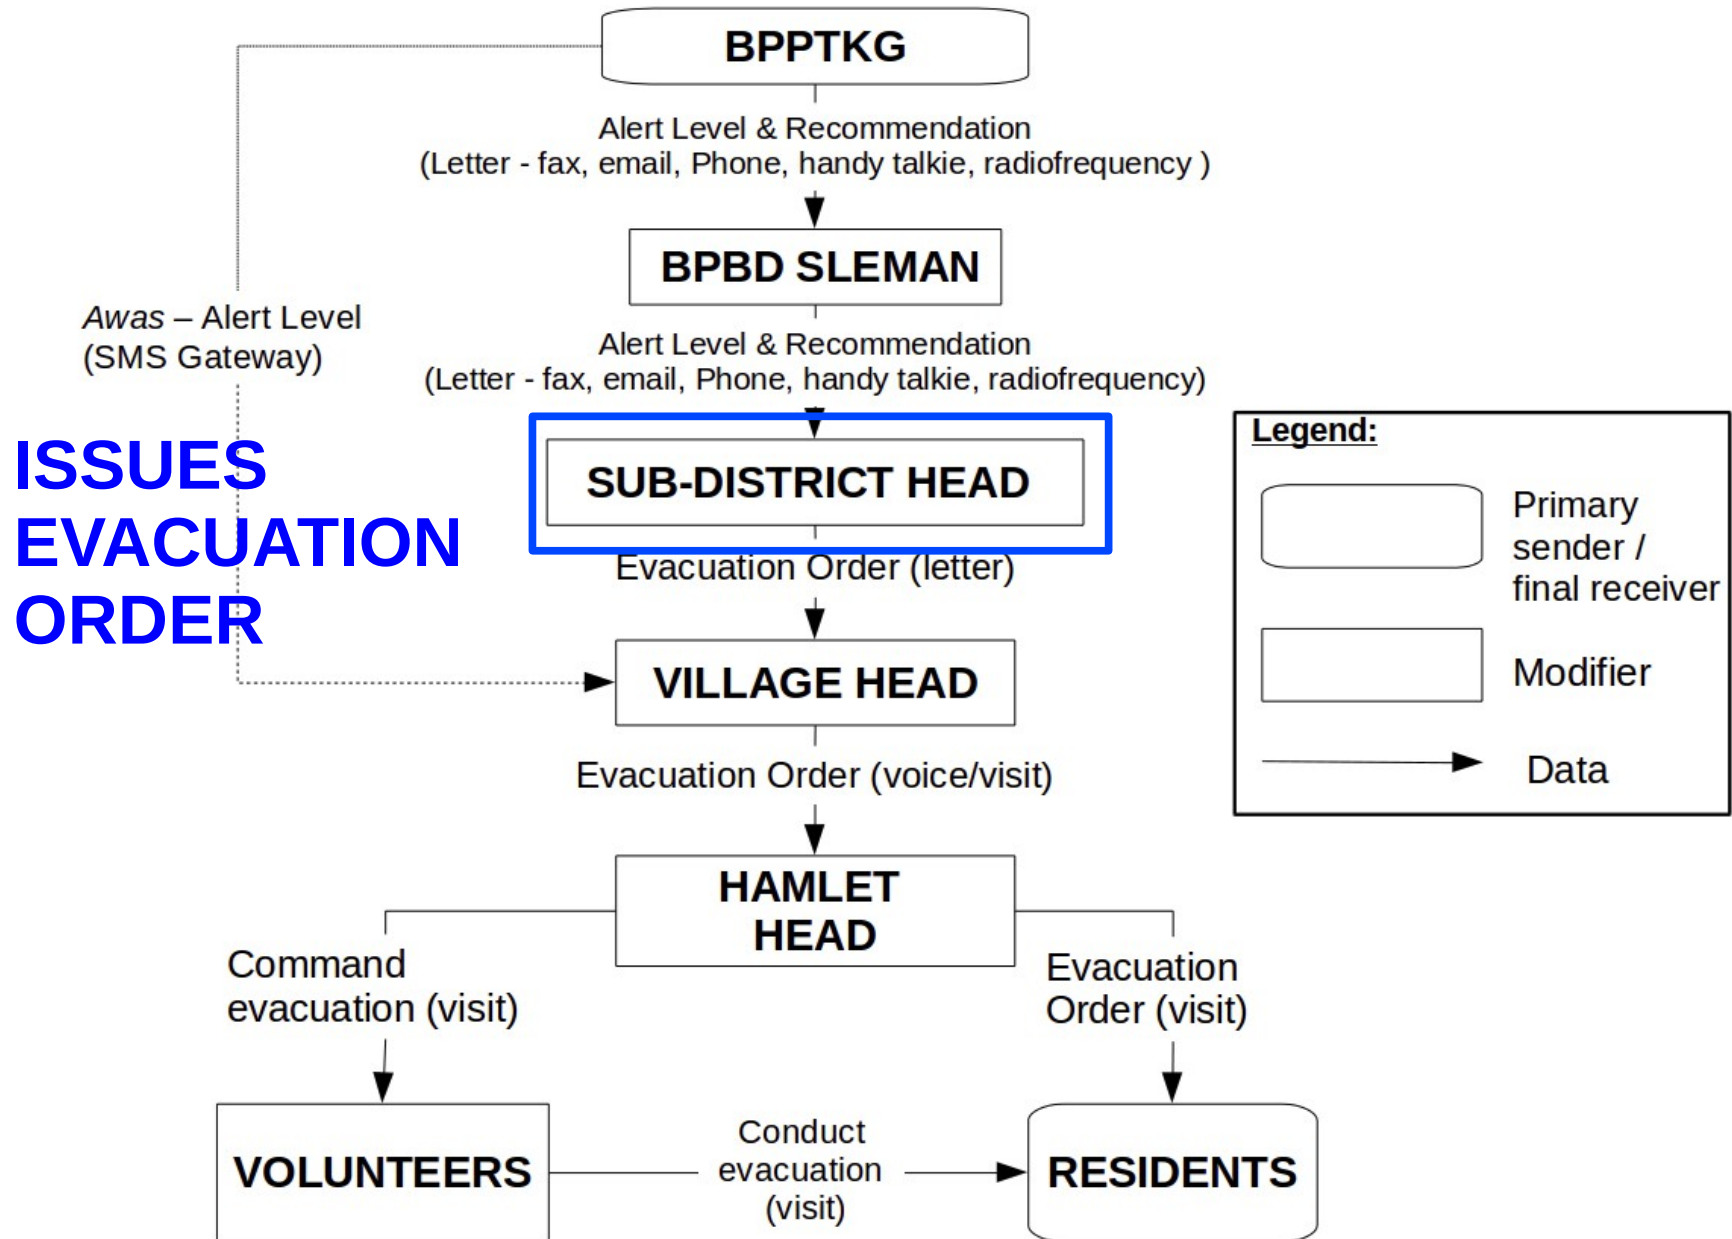 BPPTKG
Alert Level & Recommendation
(Letter - fax, email, Phone, handy talkie, radiofrequency )
BPBD SLEMAN
Awas – Alert Level
(SMS Gateway)
Alert Level & Recommendation
(Letter - fax, email, Phone, handy talkie, radiofrequency)
ISSUES
EVACUATION
ORDER
SUB-DISTRICT HEAD
Evacuation Order (letter)
VILLAGE HEAD
Evacuation Order (voice/visit)
HAMLET
HEAD
Command
evacuation (visit)
Evacuation
Order (visit)
VOLUNTEERS
Conduct
evacuation
(visit)
RESIDENTS
Legend:
Primary
sender /
final receiver
Modifier
Data